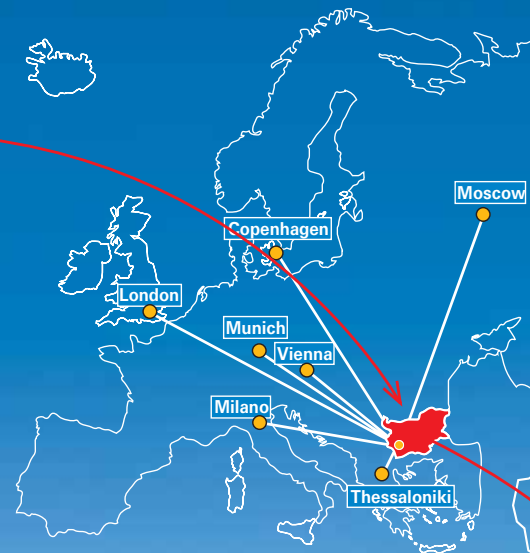 Moscow
Copenhagen
London
Munich
Vienna
Milano
Thessaloniki